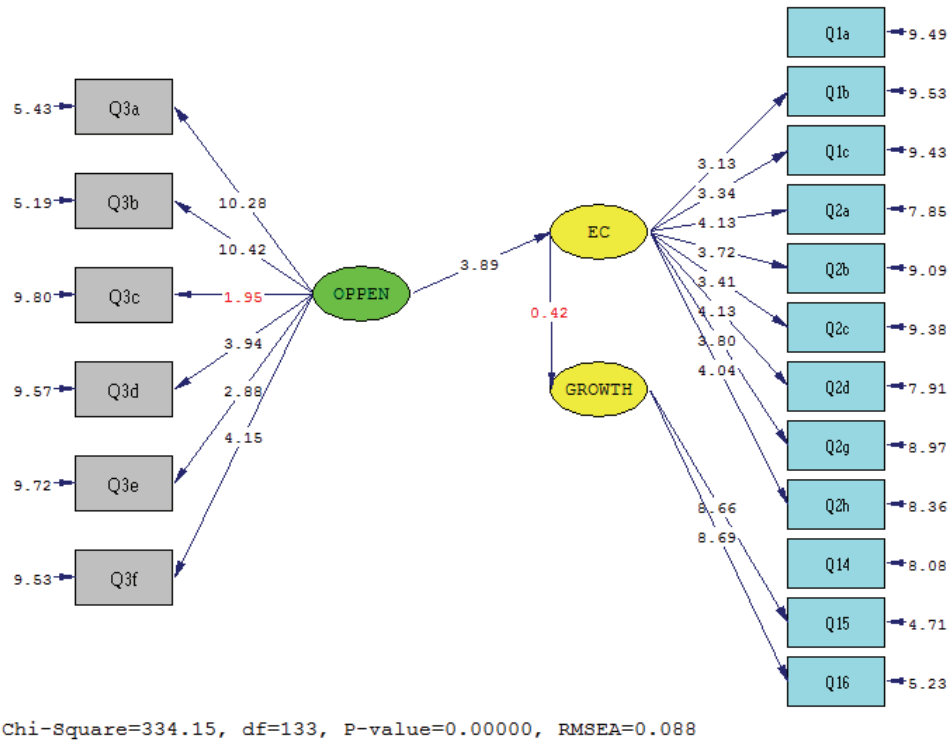 Q1a
9.49
Q1b
9.53
5.43
Q3a
3.13
Q1c
9.43
3.34
5.19
Q3b
10.28
4.13
Q2a
7.85
10.42
EC
3.72
Q2b
9.09
3.89
3.41
9.80
Q3c
1.95
OPPEN
4.13
Q2c
9.38
0.42
3.80
3.94
4.04
9.57
Q3d
2.88
GROWTH
Q2d
7.91
4.15
Q2g
8.97
9.72
Q3e
Q2h
8.36
8.66
8.69
9.53
Q3f
Q14
8.08
Q15
4.71
Q16
5.23
Chi-Square=334.15, df=133, P-value=0.00000, RMSEA=0.088